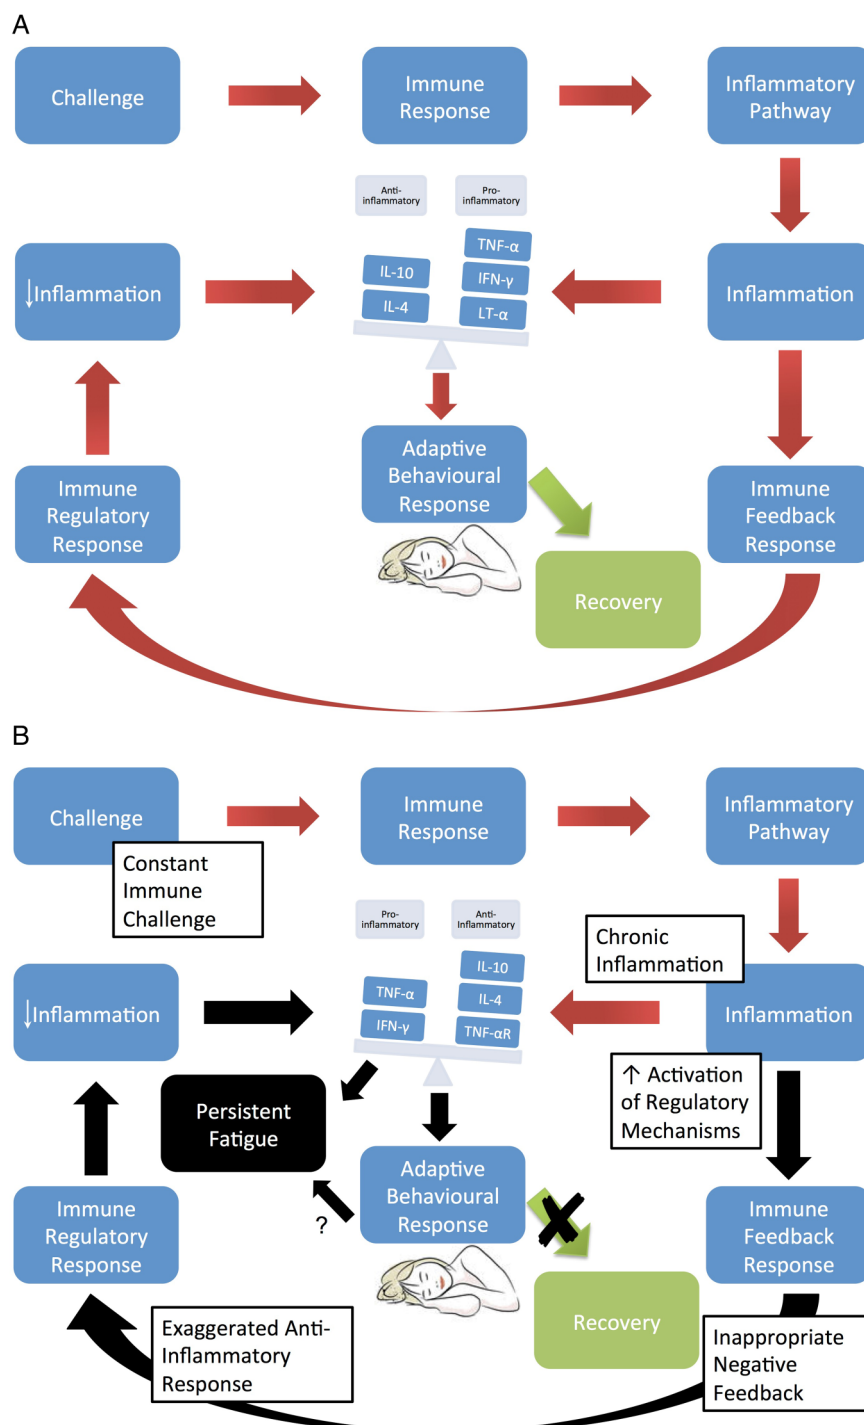 A
Challenge
Immune
Response
Inflammatory
Pathway
Anti-
inflammatory
Pro-
inflammatory
TNF-α
IL-10
IFN-γ
IL-4
LT-α
↓Inflammation
Inflammation
Immune
Regulatory
Response
Adaptive
Behavioural
Response
Immune
Feedback
Response
Recovery
B
Challenge
Immune
Response
Inflammatory
Pathway
Constant
Immune
Challenge
Pro-
inflammatory
Anti-
Inflammatory
Chronic
Inflammation
IL-10
TNF-α
IL-4
IFN-γ
TNF-αR
↓Inflammation
Inflammation
↑ Activation
of Regulatory
Mechanisms
Persistent
Fatigue
Immune
Regulatory
Response
?
Adaptive
Behavioural
Response
Immune
Feedback
Response
Recovery
Exaggerated Anti-
Inflammatory
Response
Inappropriate
Negative
Feedback